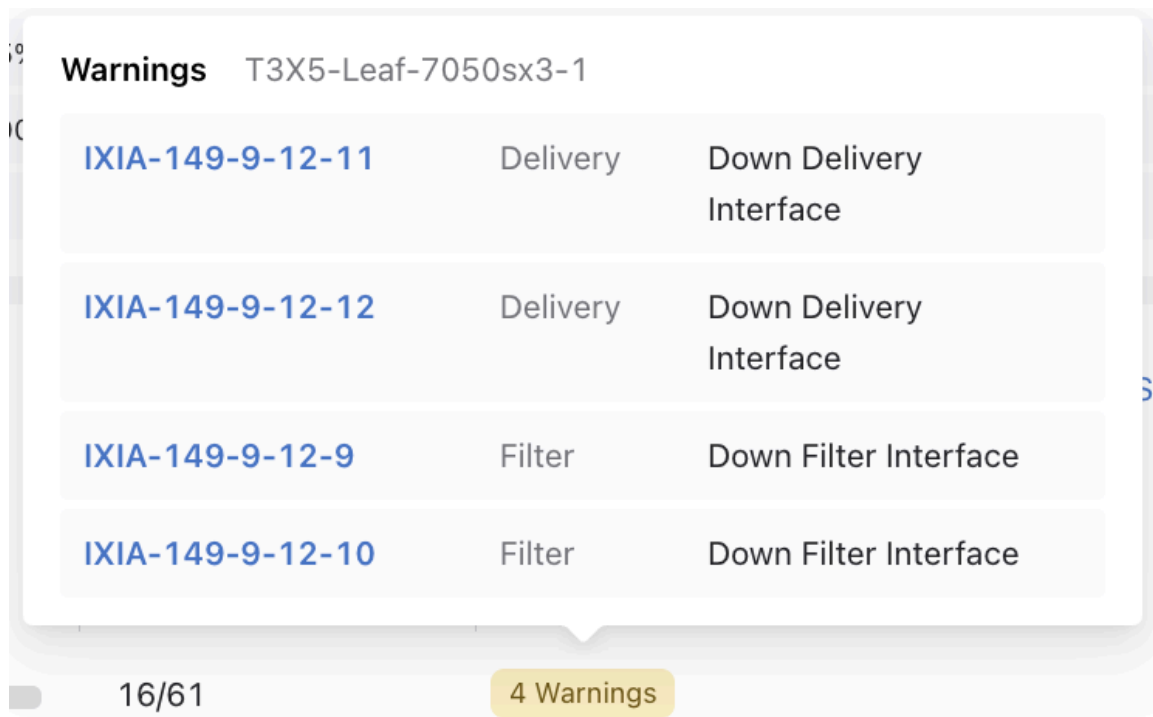 Warnings T3X5-Leaf-7050sx3-1
IXIA-149-9-12-11 Delivery Down Delivery
Interface
IXIA-149-9-12-12 Delivery Down Delivery
Interface
IXIA-149-9-12-9 Filter Down Filter Interface
IXIA-149-9-12-10 Filter Down Filter Interface
16/61 4 Warnings